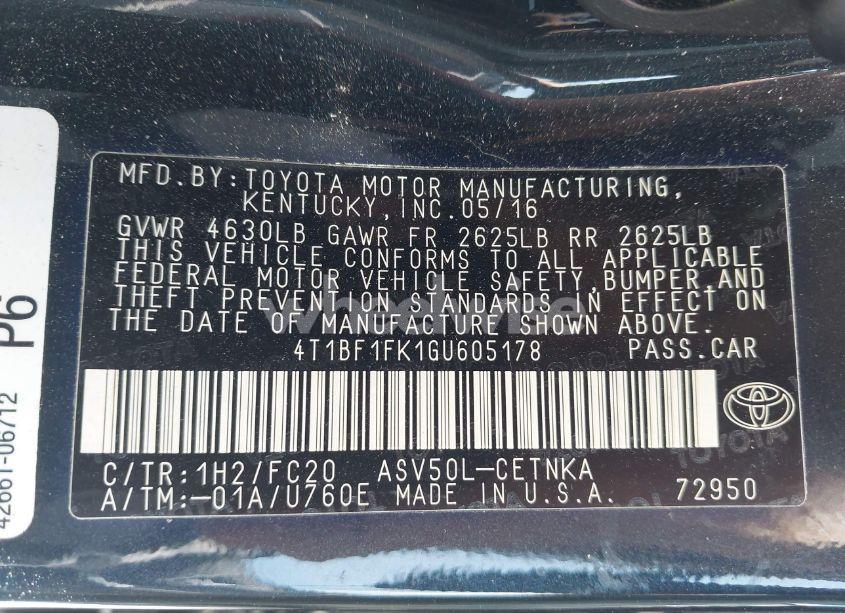 MFD.BY:TOYOTA MOTOR MANUFACTURING,
KENTUCKY,INC.05/16
GVWR 4630LB GAWR FR 2625LB RR 2625LB
THIS VEHICLE CONFORMS TO ALL APPLICABLE
FEDERAL MOTOR VEHICLE SAFETY,BUMPER,AND
THEFT PREVENTION STANDARDS IN EFFECT ON
THE DATE OF MANUFACTURE SHOWN ABOVE.
4T1BF1FK1GU605178 PASS.CAR
C/TR:1H2/FC20 ASV50L-CETNKA
A/TM:-01A/U760E MADE IN U.S.A. 72950
P6
42661-06712